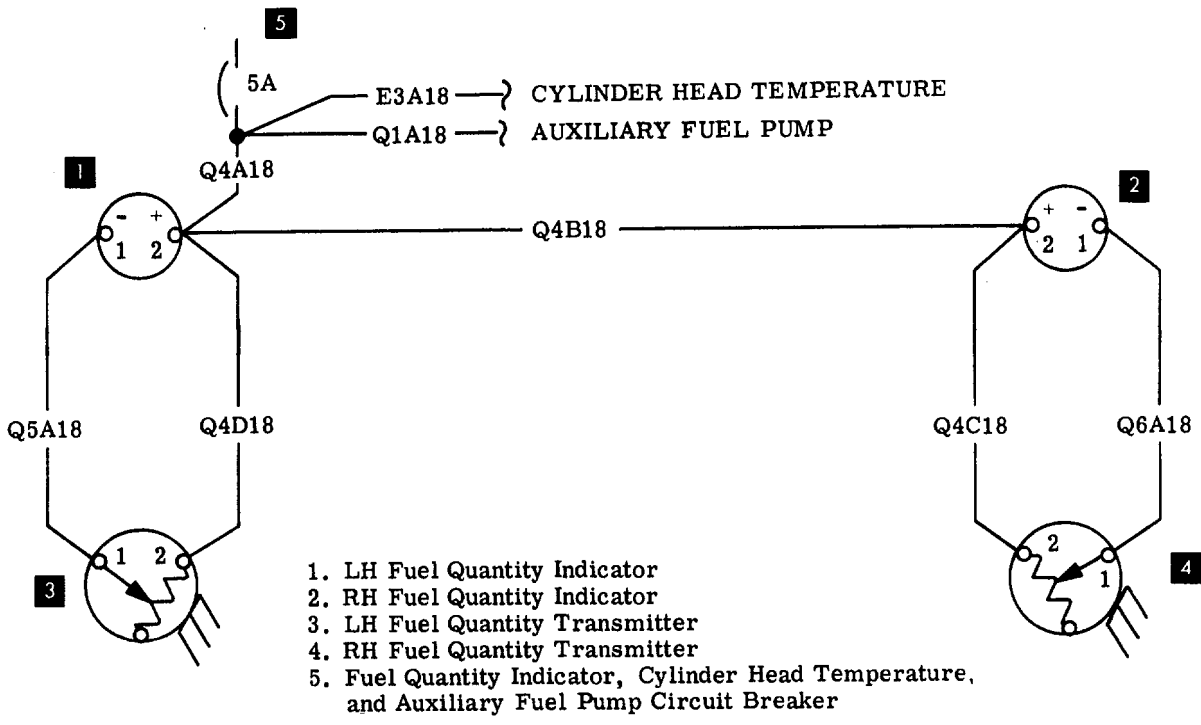 5
5A
E3A18 CYLINDER HEAD TEMPERATURE
Q1A18 AUXILIARY FUEL PUMP
Q4A18
1
2
- +
1 2
Q4B18
+ -
2 1
Q5A18
Q4D18
Q4C18
Q6A18
3
1 2
2 1
4
1. LH Fuel Quantity Indicator
2. RH Fuel Quantity Indicator
3. LH Fuel Quantity Transmitter
4. RH Fuel Quantity Transmitter
5. Fuel Quantity Indicator, Cylinder Head Temperature,
and Auxiliary Fuel Pump Circuit Breaker